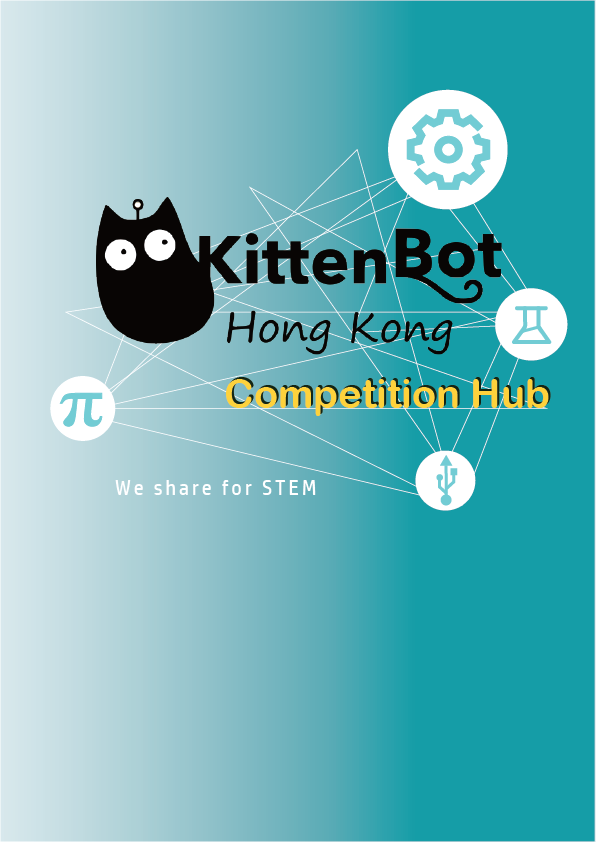 KittenBot
Hong Kong
Competition Hub
π
We share for STEM